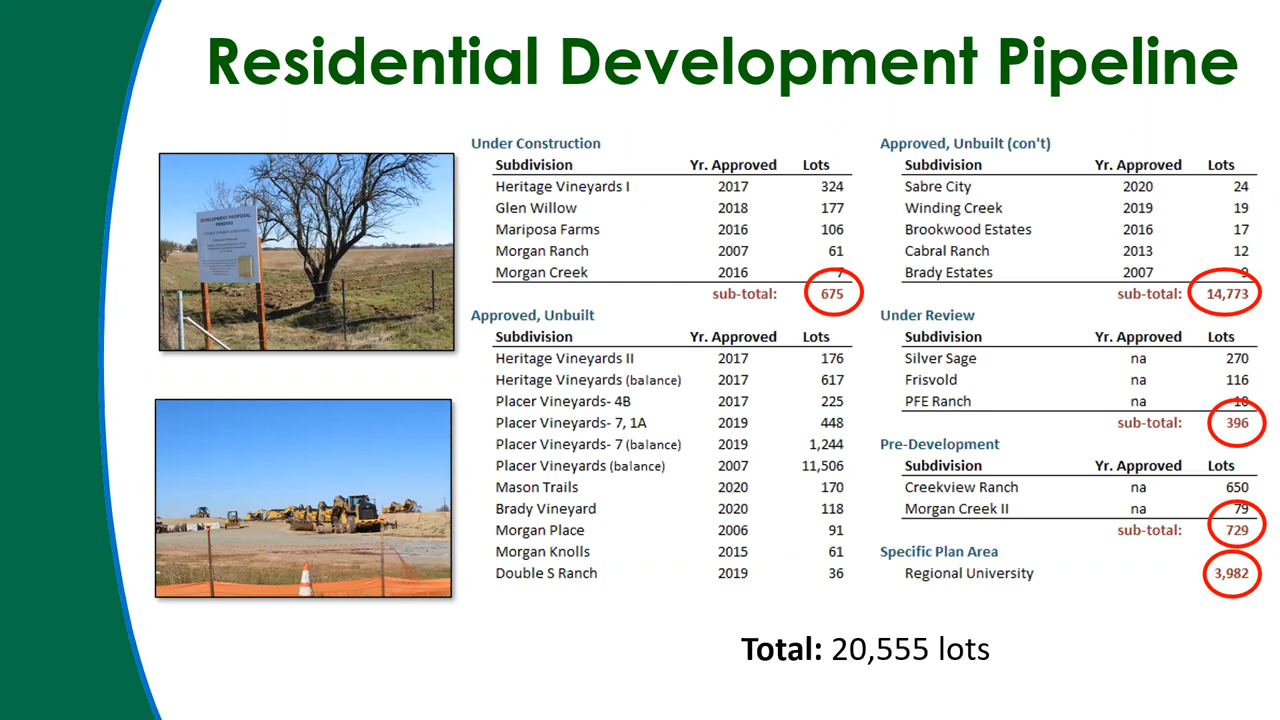 Residential Development Pipeline
DEVELOPMENT PROPOSAL
PENDING
Under Construction
Subdivision Yr. Approved Lots
Heritage Vineyards I 2017 324
Glen Willow 2018 177
Mariposa Farms 2016 106
Morgan Ranch 2007 61
Morgan Creek 2016 7
sub-total: 675
Approved, Unbuilt
Subdivision Yr. Approved Lots
Heritage Vineyards II 2017 176
Heritage Vineyards (balance) 2017 617
Placer Vineyards- 4B 2017 225
Placer Vineyards- 7, 1A 2019 448
Placer Vineyards- 7 (balance) 2019 1,244
Placer Vineyards (balance) 2007 11,506
Mason Trails 2020 170
Brady Vineyard 2020 118
Morgan Place 2006 91
Morgan Knolls 2015 61
Double S Ranch 2019 36
Approved, Unbuilt (con't)
Subdivision Yr. Approved Lots
Sabre City 2020 24
Winding Creek 2019 19
Brookwood Estates 2016 17
Cabral Ranch 2013 12
Brady Estates 2007 9
sub-total: 14,773
Under Review
Subdivision Yr. Approved Lots
Silver Sage na 270
Frisvold na 116
PFE Ranch na 10
sub-total: 396
Pre-Development
Subdivision Yr. Approved Lots
Creekview Ranch na 650
Morgan Creek II na 79
sub-total: 729
Specific Plan Area
Regional University 3,982
Total: 20,555 lots